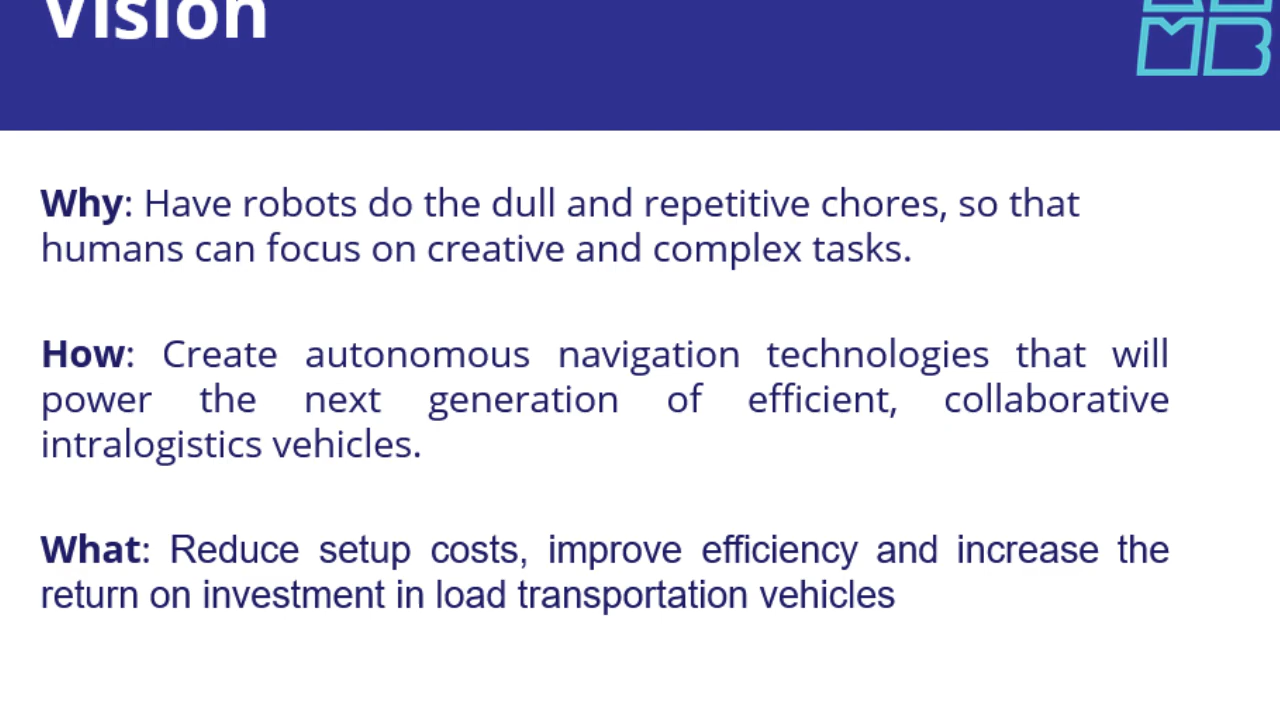 Vision
MB
Why: Have robots do the dull and repetitive chores, so that
humans can focus on creative and complex tasks.
How: Create autonomous navigation technologies that will
power the next generation of efficient, collaborative
intralogistics vehicles.
What: Reduce setup costs, improve efficiency and increase the
return on investment in load transportation vehicles